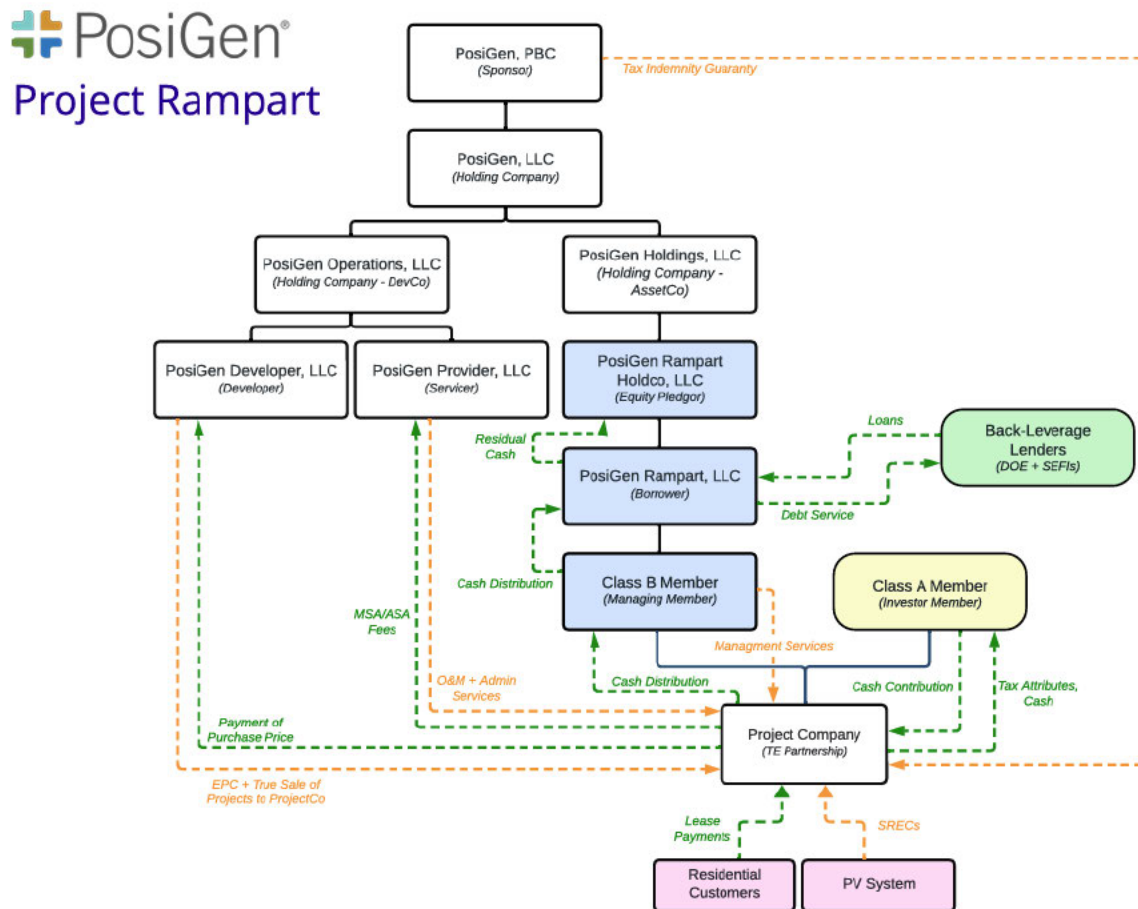 PosiGen®
Project Rampart
PosiGen, PBC
(Sponsor)
Tax Indemnity Guaranty
PosiGen, LLC
(Holding Company)
PosiGen Operations, LLC
(Holding Company - DevCo)
PosiGen Holdings, LLC
(Holding Company -
AssetCo)
PosiGen Developer, LLC
(Developer)
PosiGen Provider, LLC
(Servicer)
PosiGen Rampart
Holdco, LLC
(Equity Pledgor)
Residual
Cash
Loans
Back-Leverage
Lenders
(DOE + SEFIs)
PosiGen Rampart, LLC
(Borrower)
Debt Service
Cash Distribution
Class B Member
(Managing Member)
Class A Member
(Investor Member)
MSA/ASA
Fees
Managment Services
O&M + Admin
Services
Cash Distribution
Cash Contribution
Tax Attributes,
Cash
Payment of
Purchase Price
Project Company
(TE Partnership)
EPC + True Sale of
Projects to ProjectCo
Lease
Payments
SRECs
Residential
Customers
PV System